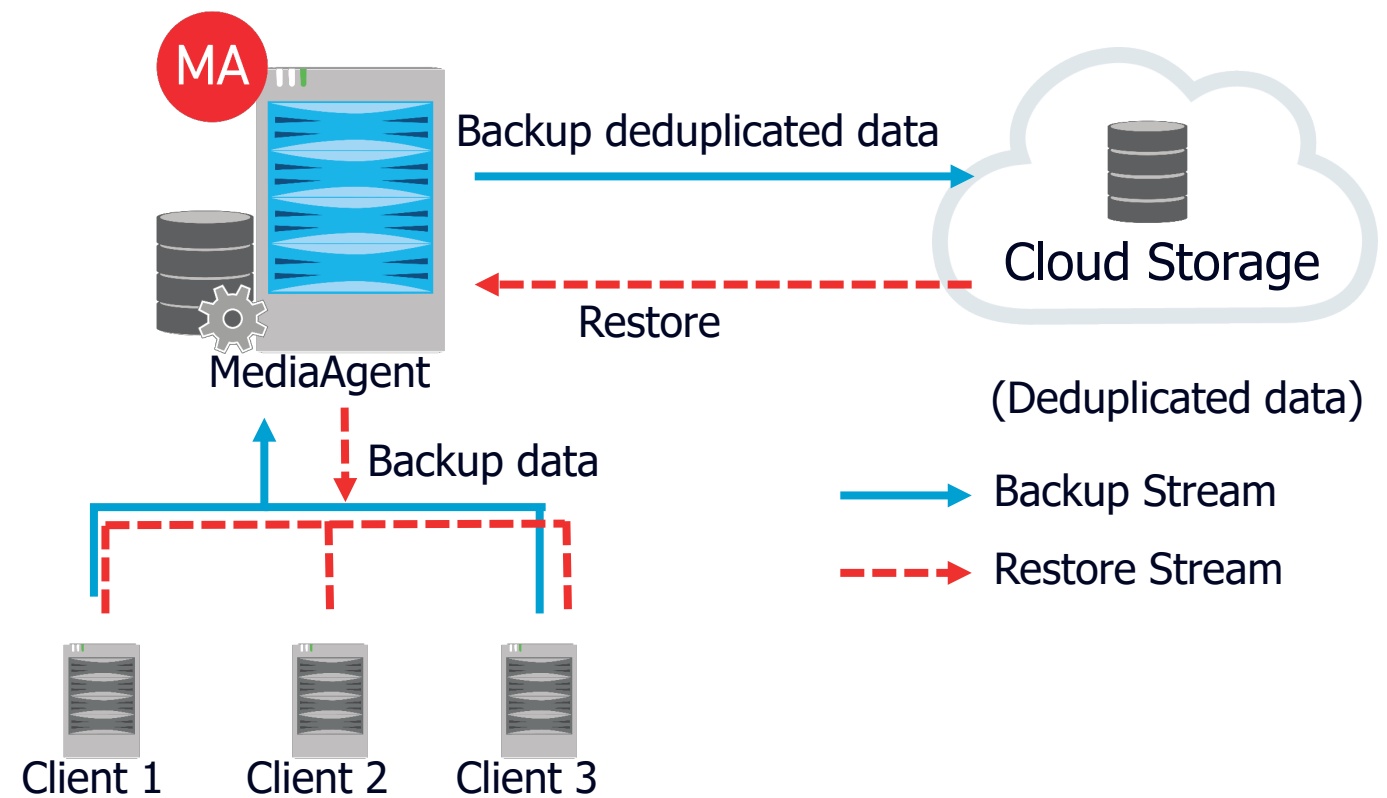 MA
Backup deduplicated data
Cloud Storage
Restore
MediaAgent
(Deduplicated data)
Backup data
Backup Stream
Restore Stream
Client 1
Client 2
Client 3